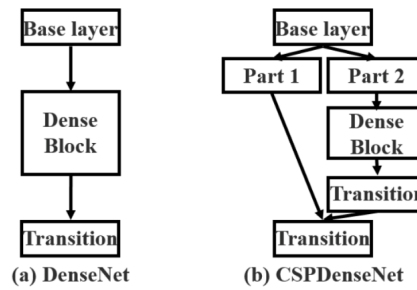 Base layer
Dense
Block
Transition
(a) DenseNet
Base layer
Part 1
Part 2
Dense
Block
Transition
Transition
(b) CSPDenseNet